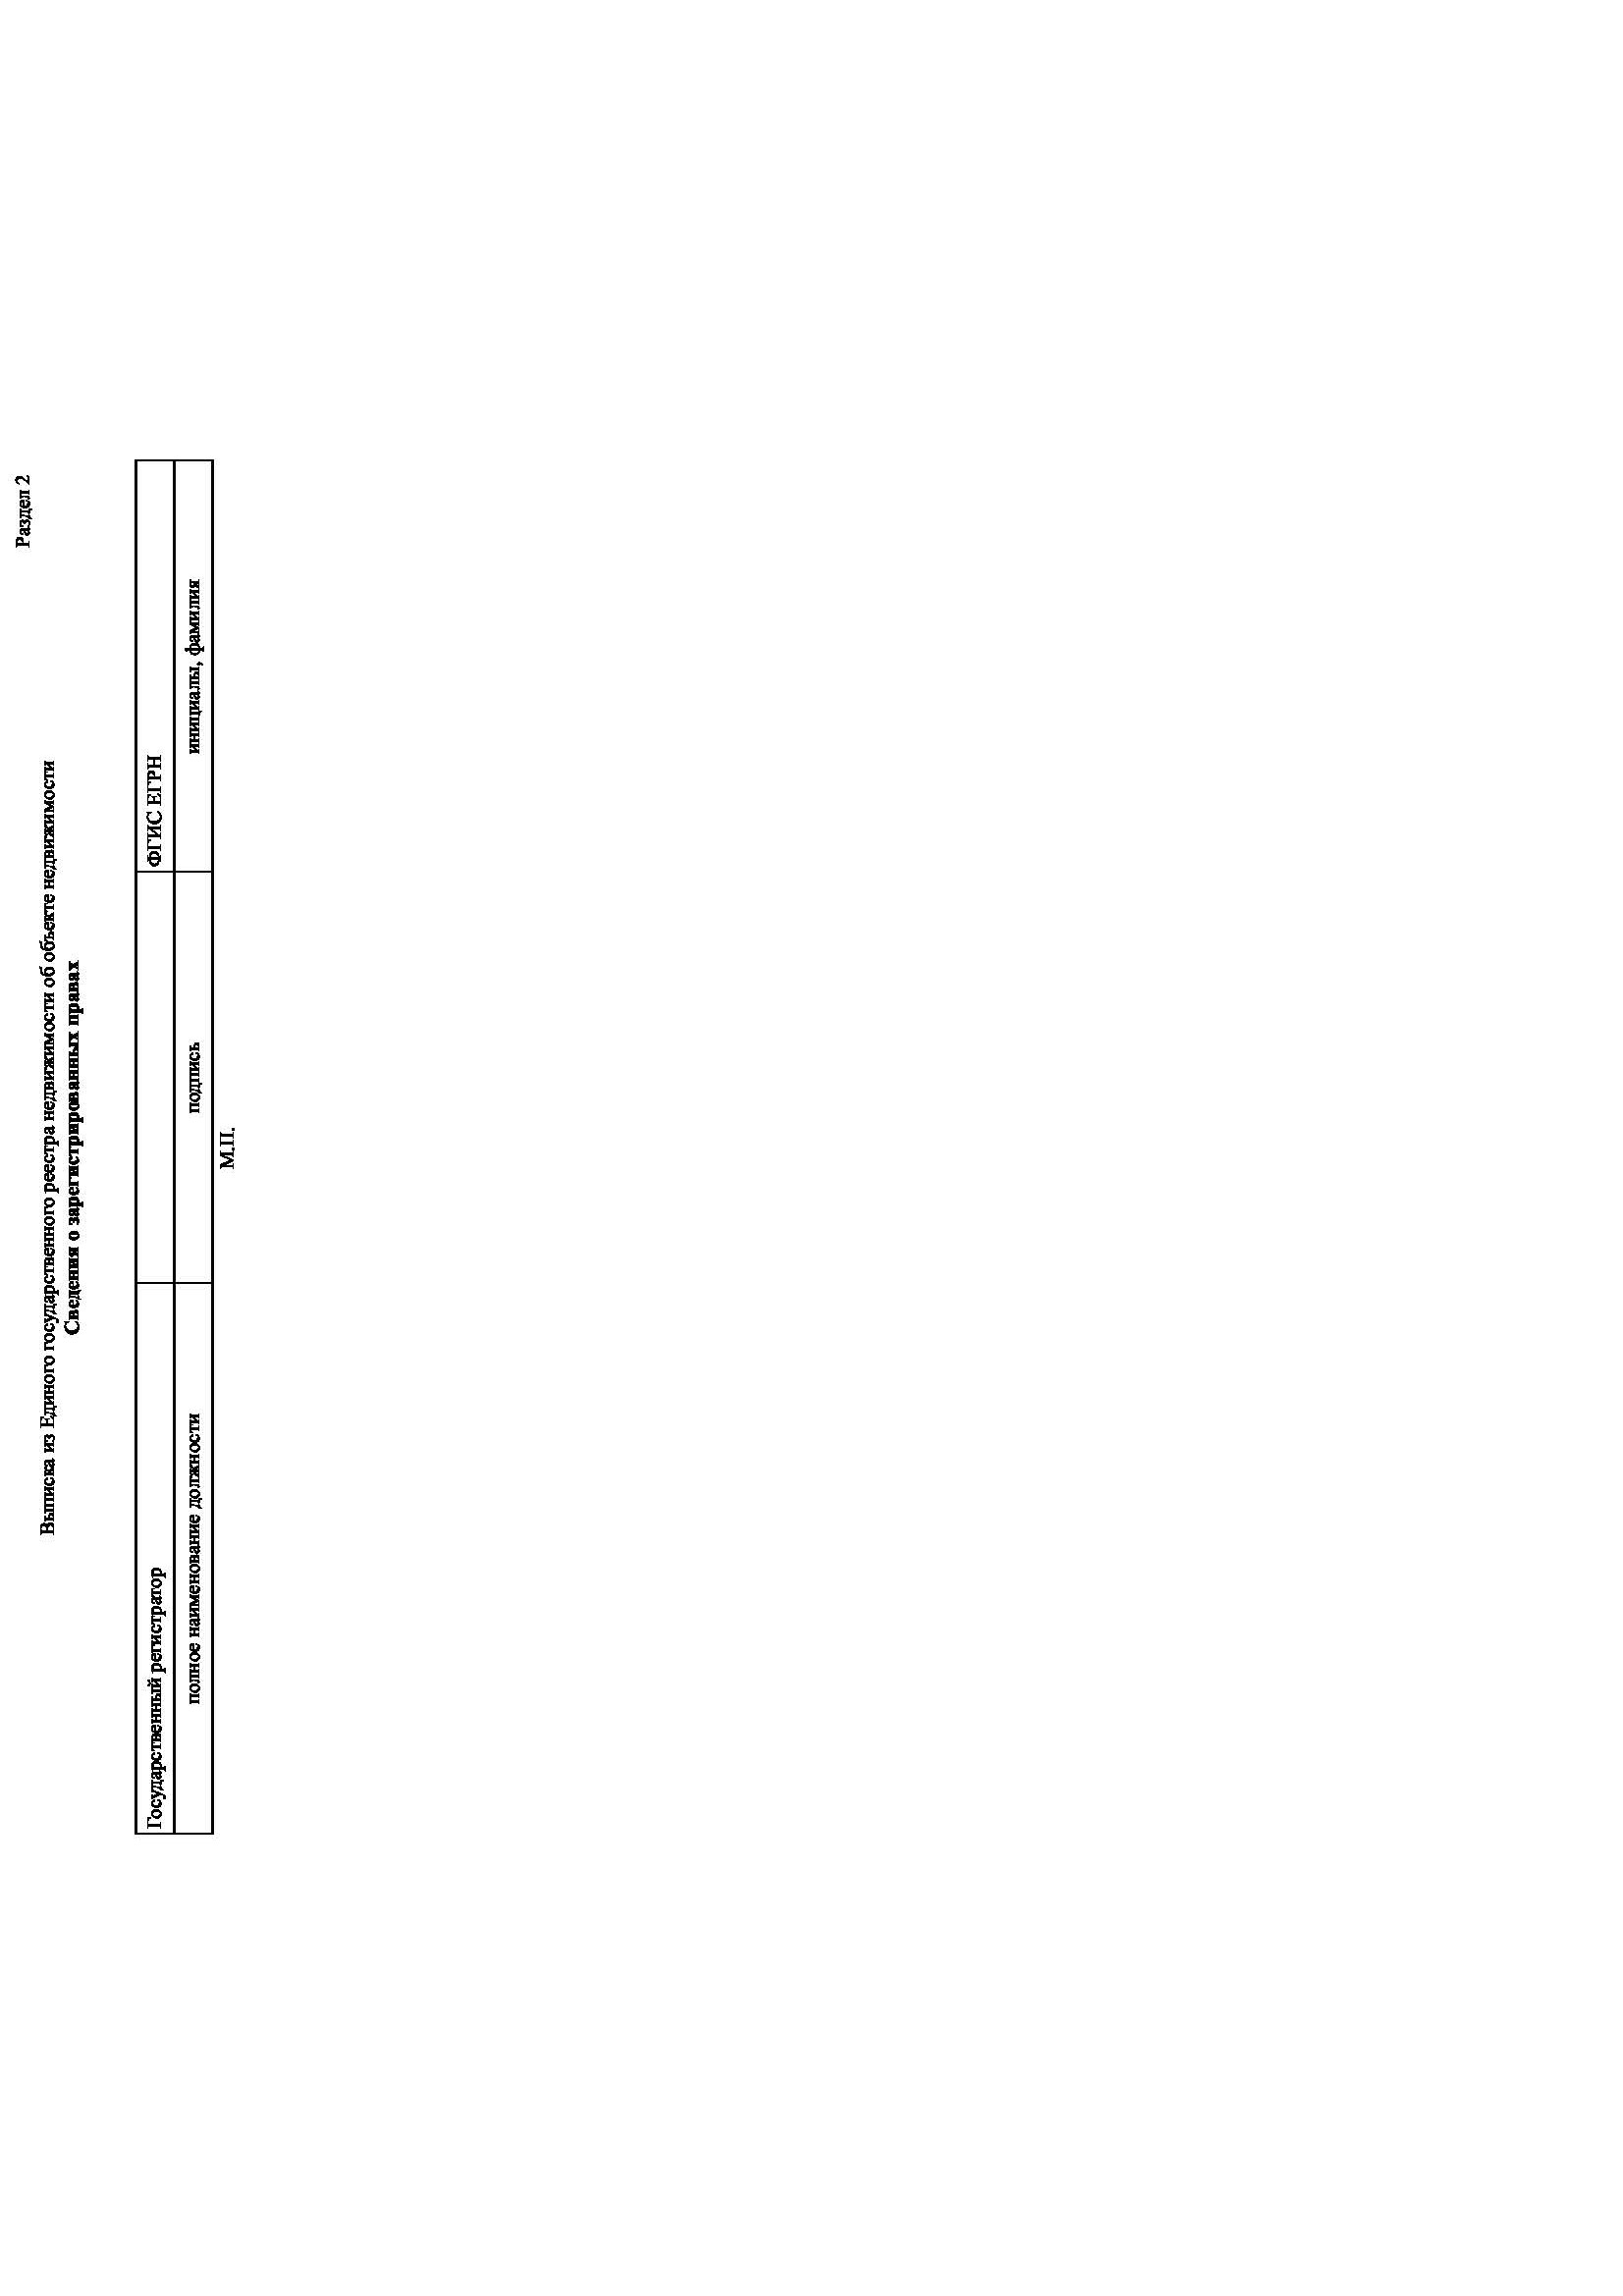 Раздел 2
Выписка из Единого государственного реестра недвижимости об объекте недвижимости
Сведения о зарегистрированных правах
Государственный регистратор ФГИС ЕГРН
полное наименование должности подпись инициалы, фамилия
М.П.